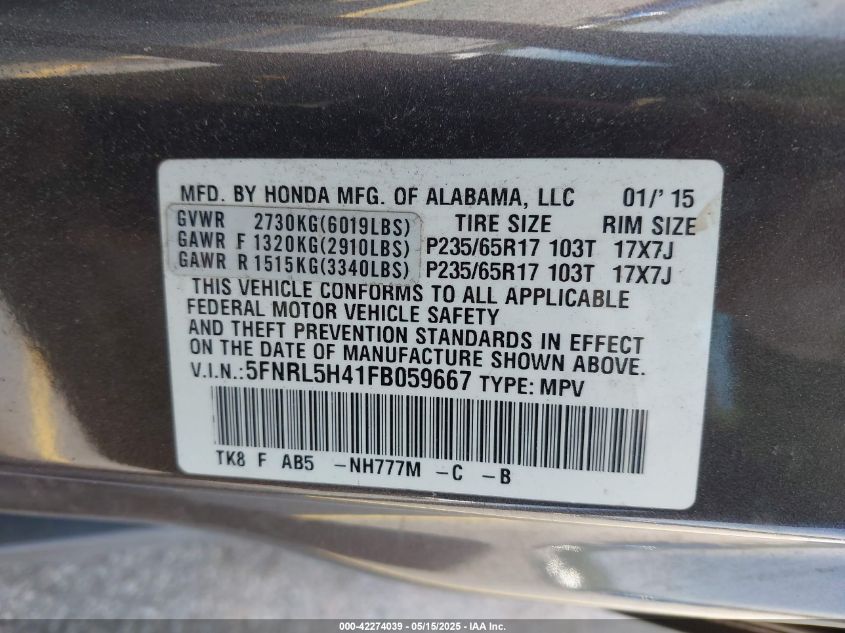 MFD. BY HONDA MFG. OF ALABAMA, LLC 01/' 15
GVWR 2730KG(6019LBS) TIRE SIZE RIM SIZE
GAWR F 1320KG(2910LBS) P235/65R17 103T 17X7J
GAWR R 1515KG(3340LBS) P235/65R17 103T 17X7J
THIS VEHICLE CONFORMS TO ALL APPLICABLE
FEDERAL MOTOR VEHICLE SAFETY
AND THEFT PREVENTION STANDARDS IN EFFECT
ON THE DATE OF MANUFACTURE SHOWN ABOVE.
V.I.N.:5FNRL5H41FB059667 TYPE: MPV
TK8 F AB5 -NH777M -C -B
000-42274039 - 05/15/2025 - IAA Inc.